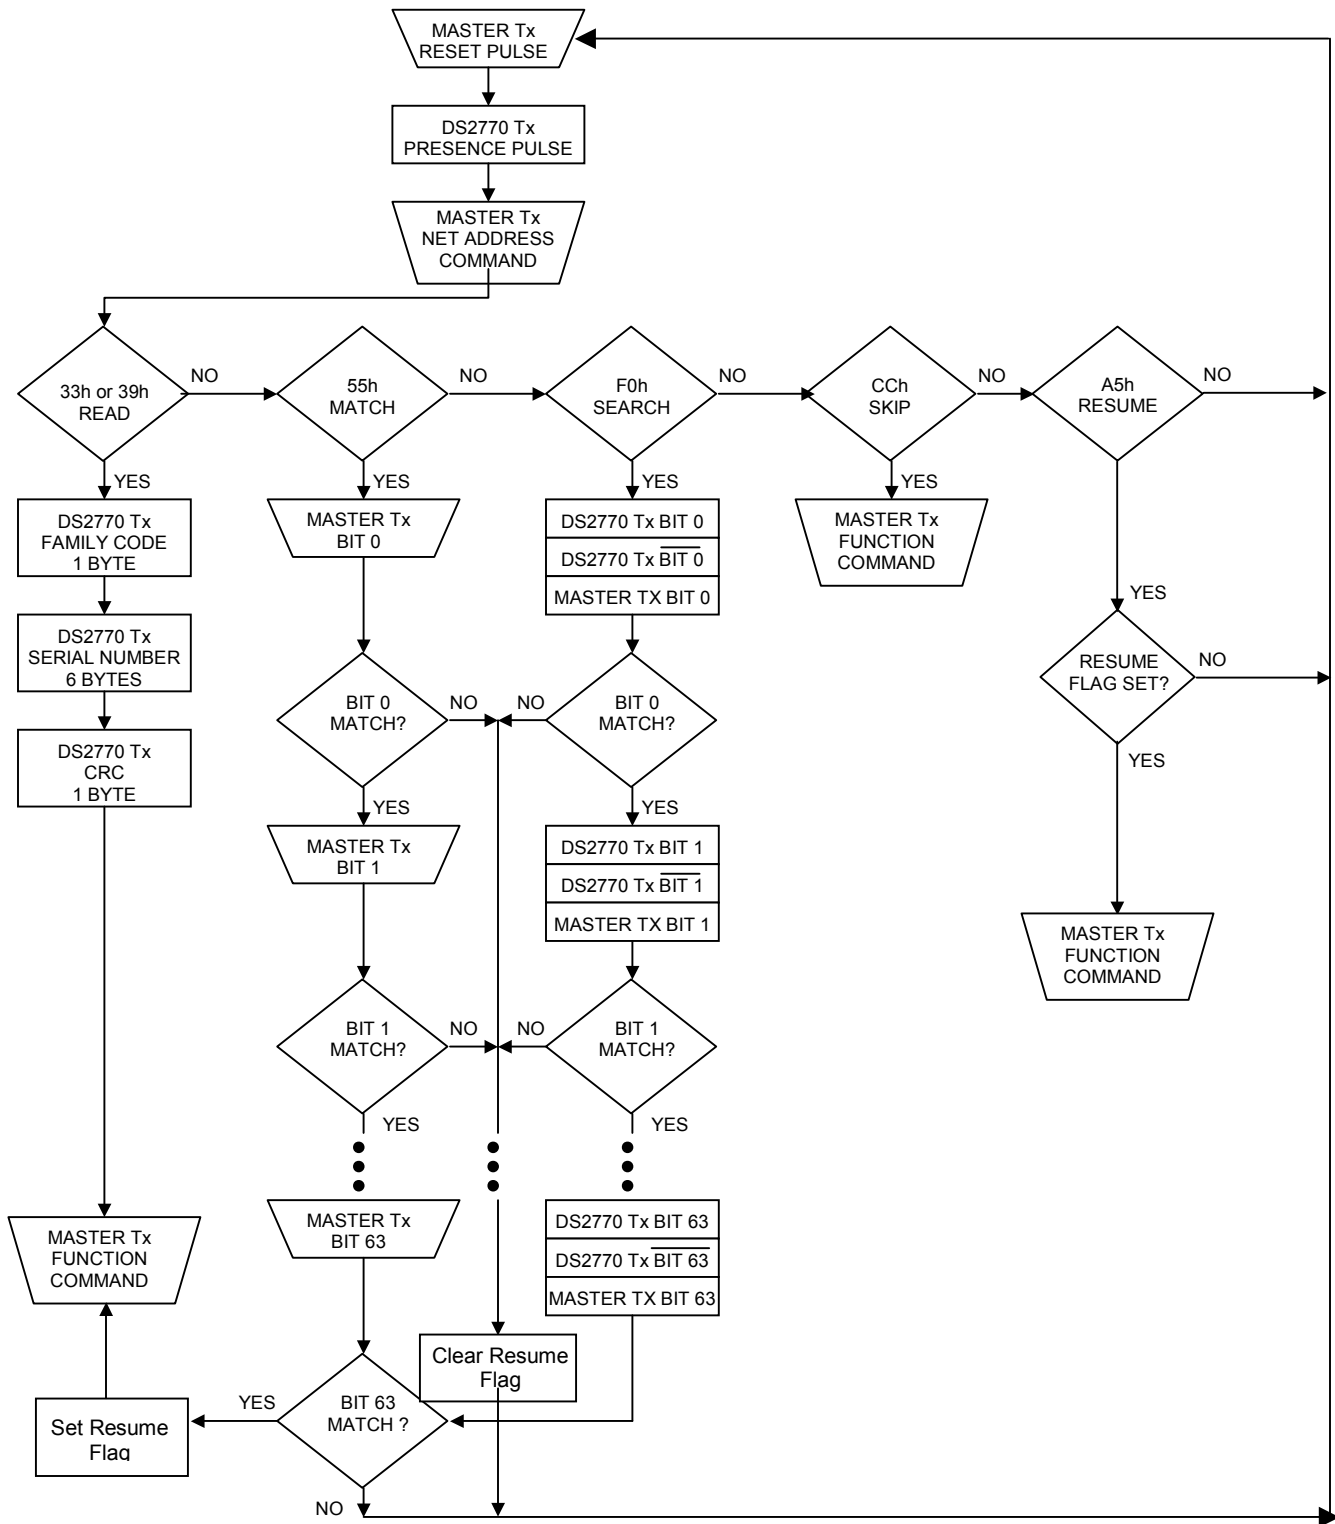 MASTER Tx
RESET PULSE
DS2770 Tx
PRESENCE PULSE
MASTER Tx
NET ADDRESS
COMMAND
33h or 39h
READ
NO
55h
MATCH
NO
F0h
SEARCH
NO
CCh
SKIP
NO
A5h
RESUME
NO
YES
YES
YES
YES
YES
DS2770 Tx
FAMILY CODE
1 BYTE
DS2770 Tx
SERIAL NUMBER
6 BYTES
DS2770 Tx
CRC
1 BYTE
MASTER Tx
BIT 0
DS2770 Tx BIT 0
DS2770 Tx BIT 0
MASTER TX BIT 0
MASTER Tx
FUNCTION
COMMAND
RESUME
FLAG SET?
NO
YES
BIT 0
MATCH?
NO
NO
BIT 0
MATCH?
YES
YES
MASTER Tx
BIT 1
DS2770 Tx BIT 1
DS2770 Tx BIT 1
MASTER TX BIT 1
MASTER Tx
FUNCTION
COMMAND
BIT 1
MATCH?
NO
NO
BIT 1
MATCH?
YES
YES
MASTER Tx
BIT 63
DS2770 Tx BIT 63
DS2770 Tx BIT 63
MASTER TX BIT 63
MASTER Tx
FUNCTION
COMMAND
Clear Resume
Flag
Set Resume
Flag
YES
BIT 63
MATCH ?
NO